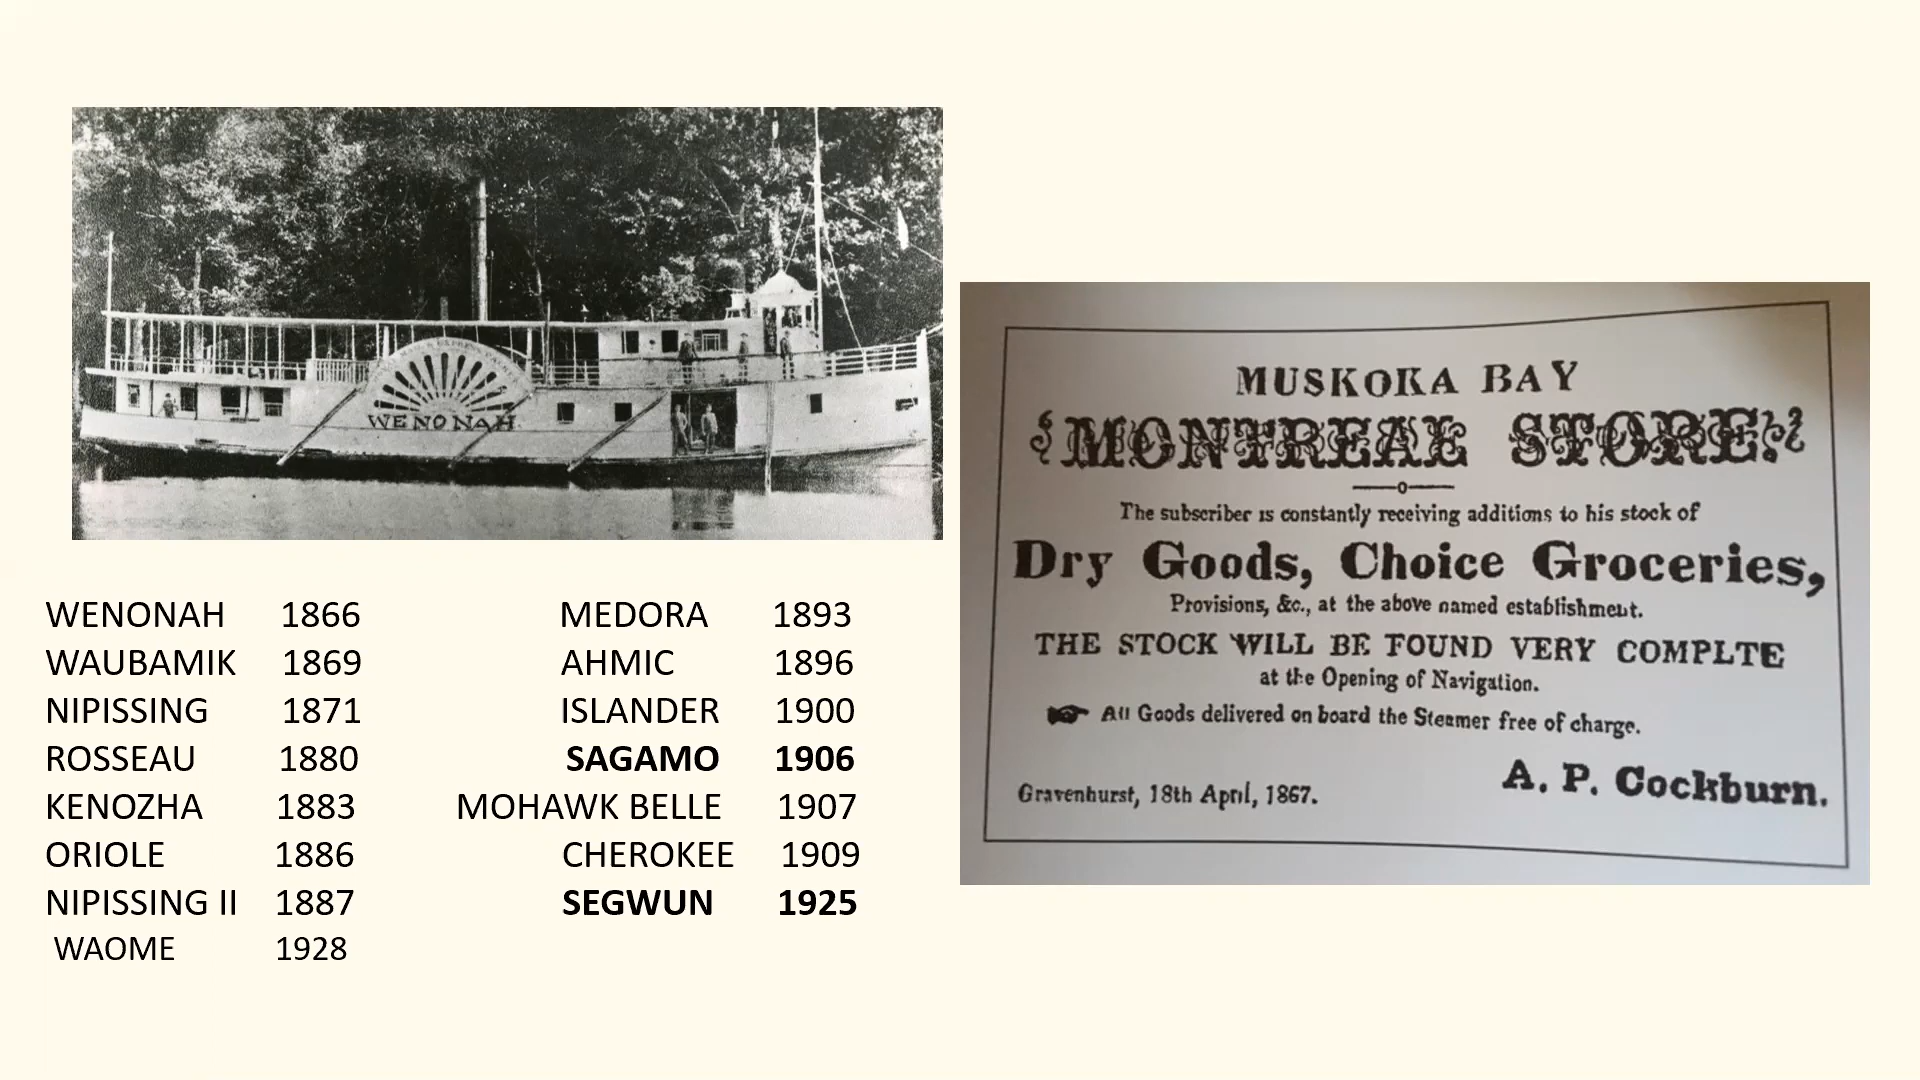 WENONAH
WENONAH 1866
WAUBAMIK 1869
NIPISSING 1871
ROSSEAU 1880
KENOZHA 1883
ORIOLE 1886
NIPISSING II 1887
WAOME 1928
MEDORA 1893
AHMIC 1896
ISLANDER 1900
SAGAMO 1906
MOHAWK BELLE 1907
CHEROKEE 1909
SEGWUN 1925
MUSKOKA BAY
'MONTREAL STORE.'
The subscriber is constantly receiving additions to his stock of
Dry Goods, Choice Groceries,
Provisions, &c., at the above named establishment.
THE STOCK WILL BE FOUND VERY COMPLTE
at the Opening of Navigation.
☛ All Goods delivered on board the Steamer free of charge.
A. P. Cockburn.
Gravenhurst, 18th April, 1867.